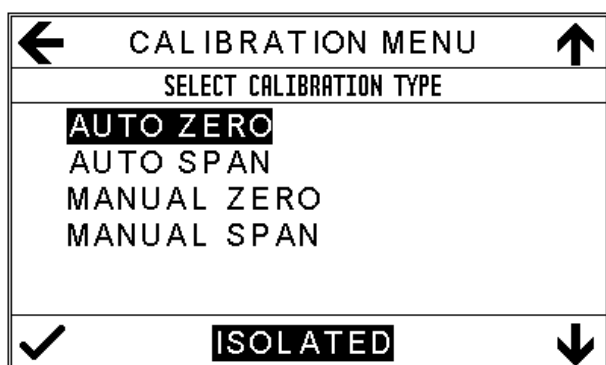 CALIBRATION MENU
SELECT CALIBRATION TYPE
AUTO ZERO
AUTO SPAN
MANUAL ZERO
MANUAL SPAN
ISOLATED